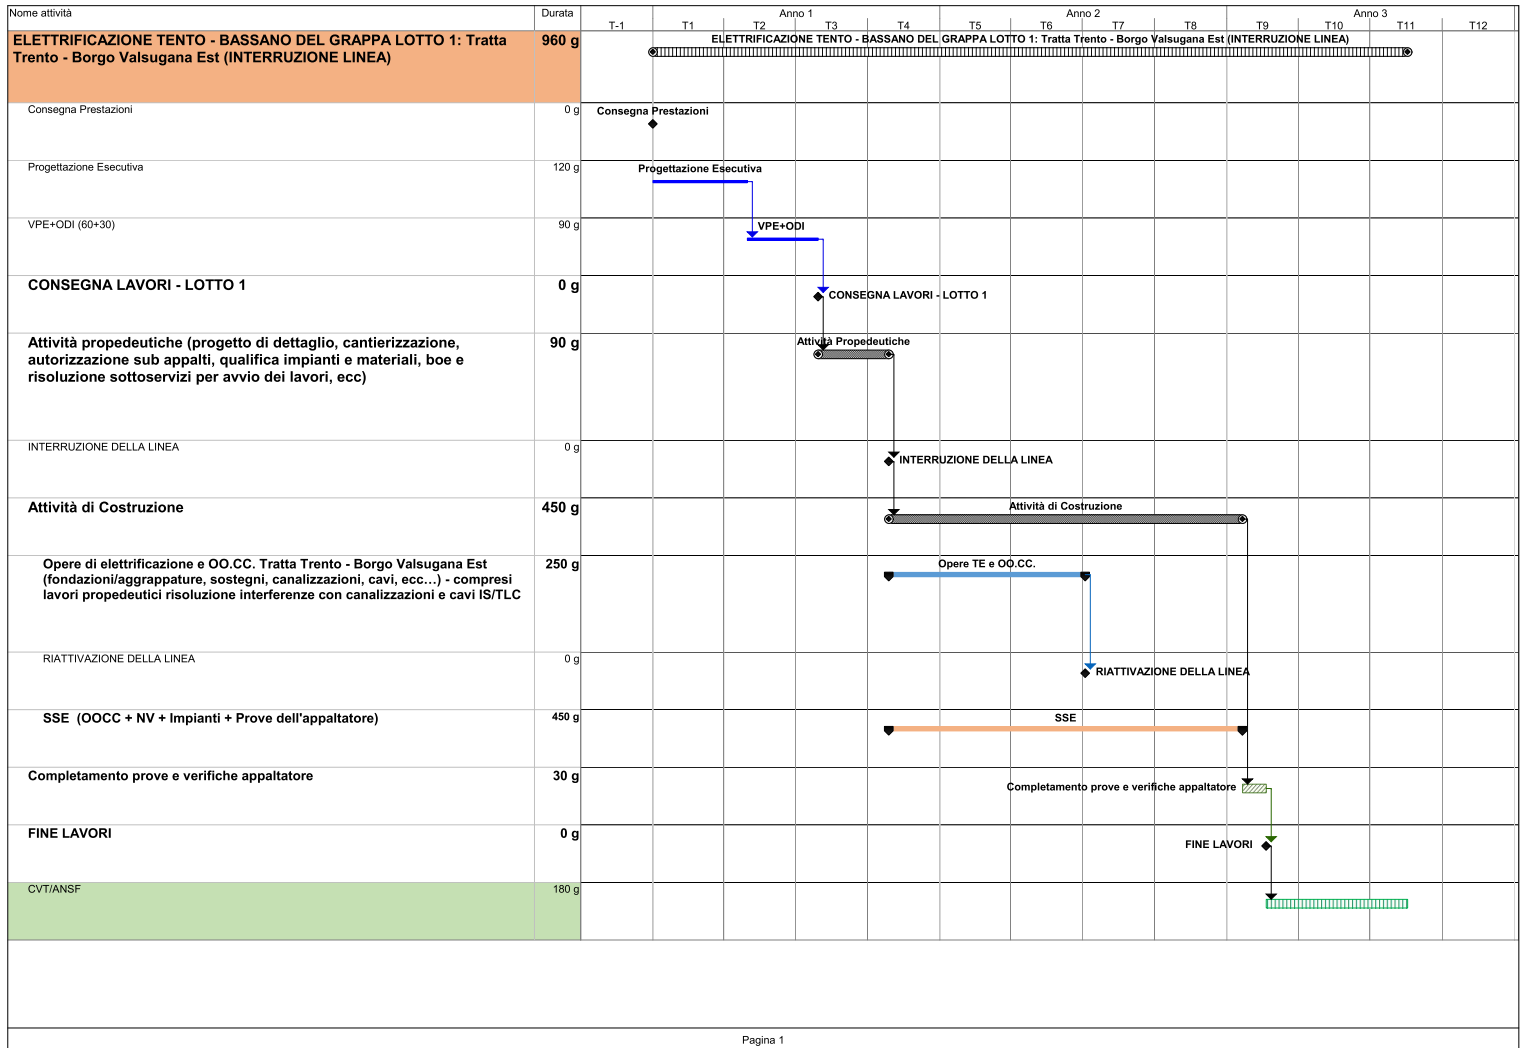 Nome attività Durata Anno 1 Anno 2 Anno 3
T-1 T1 T2 T3 T4 T5 T6 T7 T8 T9 T10 T11 T12
ELETTRIFICAZIONE TENTO - BASSANO DEL GRAPPA LOTTO 1: Tratta
Trento - Borgo Valsugana Est (INTERRUZIONE LINEA)
960 g
ELETTRIFICAZIONE TENTO - BASSANO DEL GRAPPA LOTTO 1: Tratta Trento - Borgo Valsugana Est (INTERRUZIONE LINEA)
Consegna Prestazioni 0 g
Consegna Prestazioni
Progettazione Esecutiva 120 g
Progettazione Esecutiva
VPE+ODI (60+30) 90 g
VPE+ODI
CONSEGNA LAVORI - LOTTO 1 0 g
CONSEGNA LAVORI - LOTTO 1
Attività propedeutiche (progetto di dettaglio, cantierizzazione,
autorizzazione sub appalti, qualifica impianti e materiali, boe e
risoluzione sottoservizi per avvio dei lavori, ecc)
90 g
Attività Propedeutiche
INTERRUZIONE DELLA LINEA 0 g
INTERRUZIONE DELLA LINEA
Attività di Costruzione 450 g
Attività di Costruzione
Opere di elettrificazione e OO.CC. Tratta Trento - Borgo Valsugana Est
(fondazioni/aggrappature, sostegni, canalizzazioni, cavi, ecc...) - compresi
lavori propedeutici risoluzione interferenze con canalizzazioni e cavi IS/TLC
250 g
Opere TE e OO.CC.
RIATTIVAZIONE DELLA LINEA 0 g
RIATTIVAZIONE DELLA LINEA
SSE (OOCC + NV + Impianti + Prove dell'appaltatore) 450 g
SSE
Completamento prove e verifiche appaltatore 30 g
Completamento prove e verifiche appaltatore
FINE LAVORI 0 g
FINE LAVORI
CVT/ANSF 180 g
Pagina 1